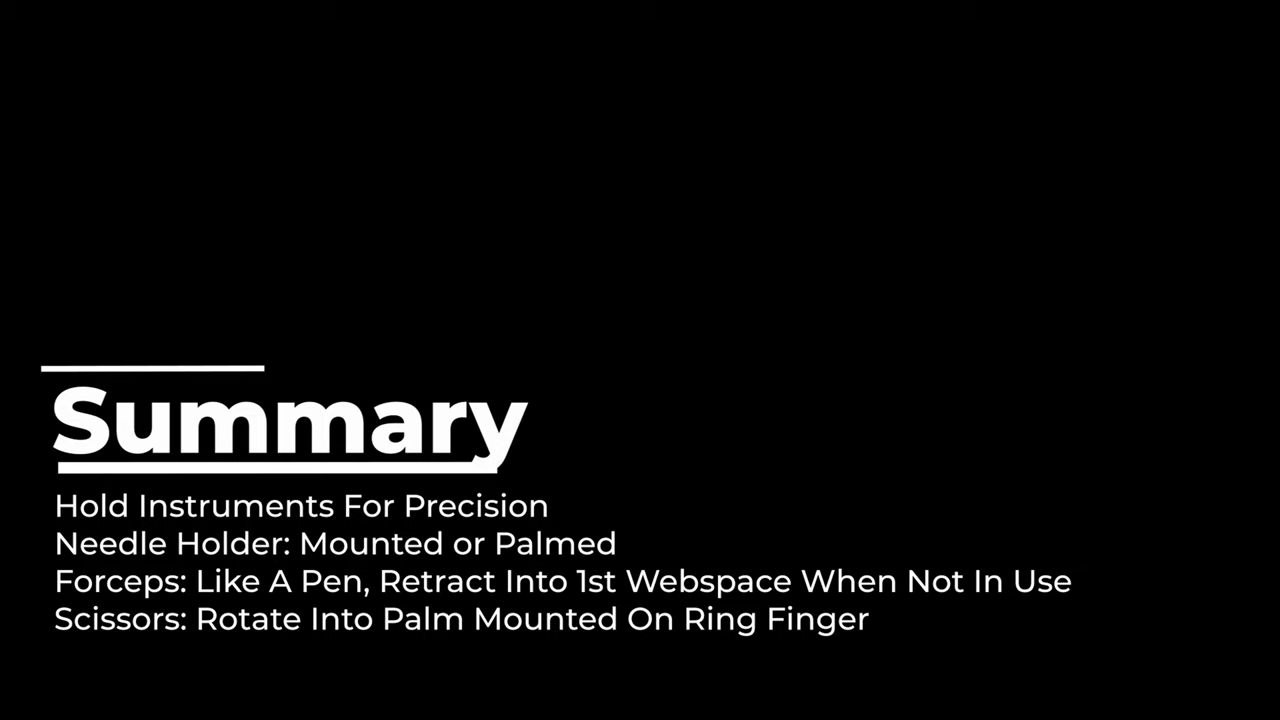 Summary
Hold Instruments For Precision
Needle Holder: Mounted or Palmed
Forceps: Like A Pen, Retract Into 1st Webspace When Not In Use
Scissors: Rotate Into Palm Mounted On Ring Finger